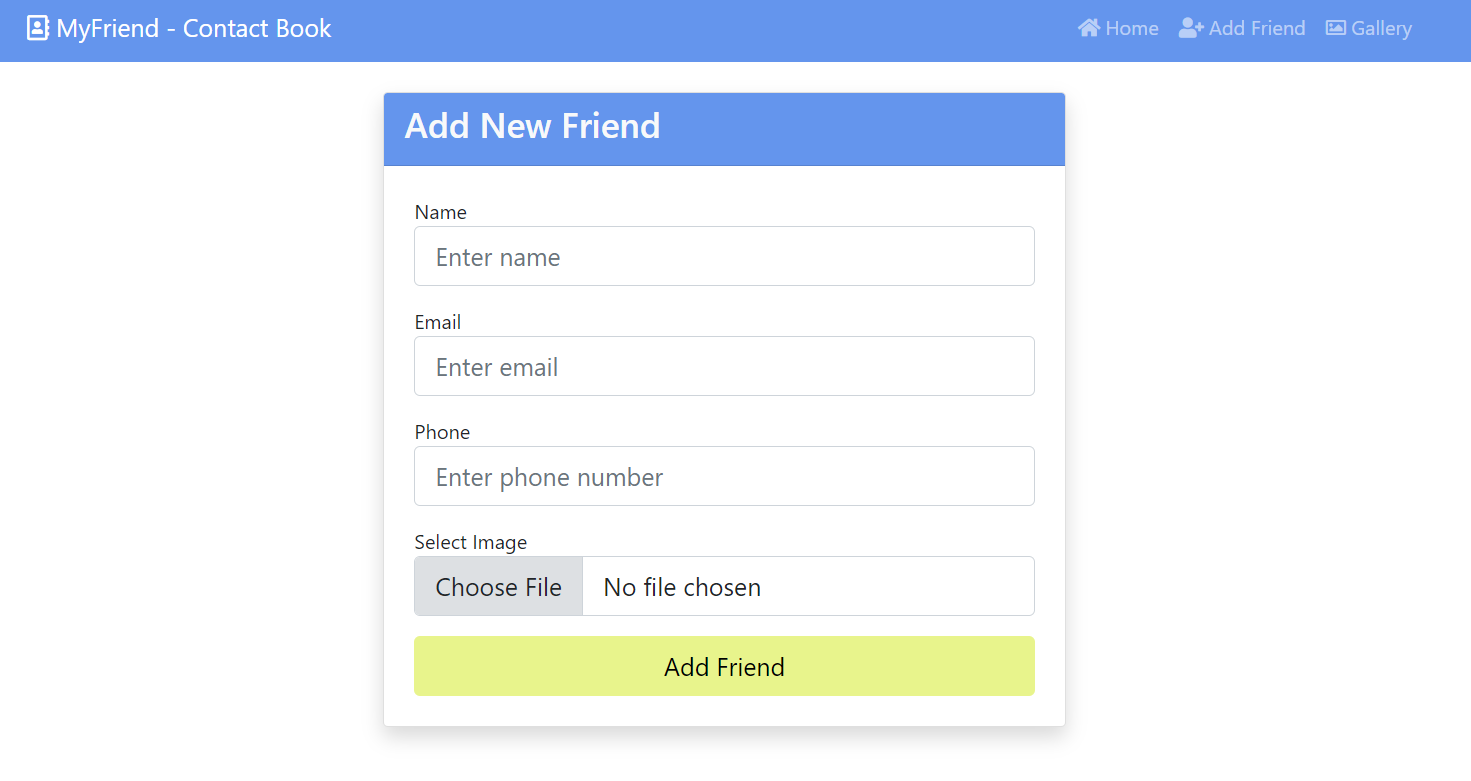 MyFriend - Contact Book
Home Add Friend Gallery
Add New Friend
Name
Enter name
Email
Enter email
Phone
Enter phone number
Select Image
Choose File No file chosen
Add Friend